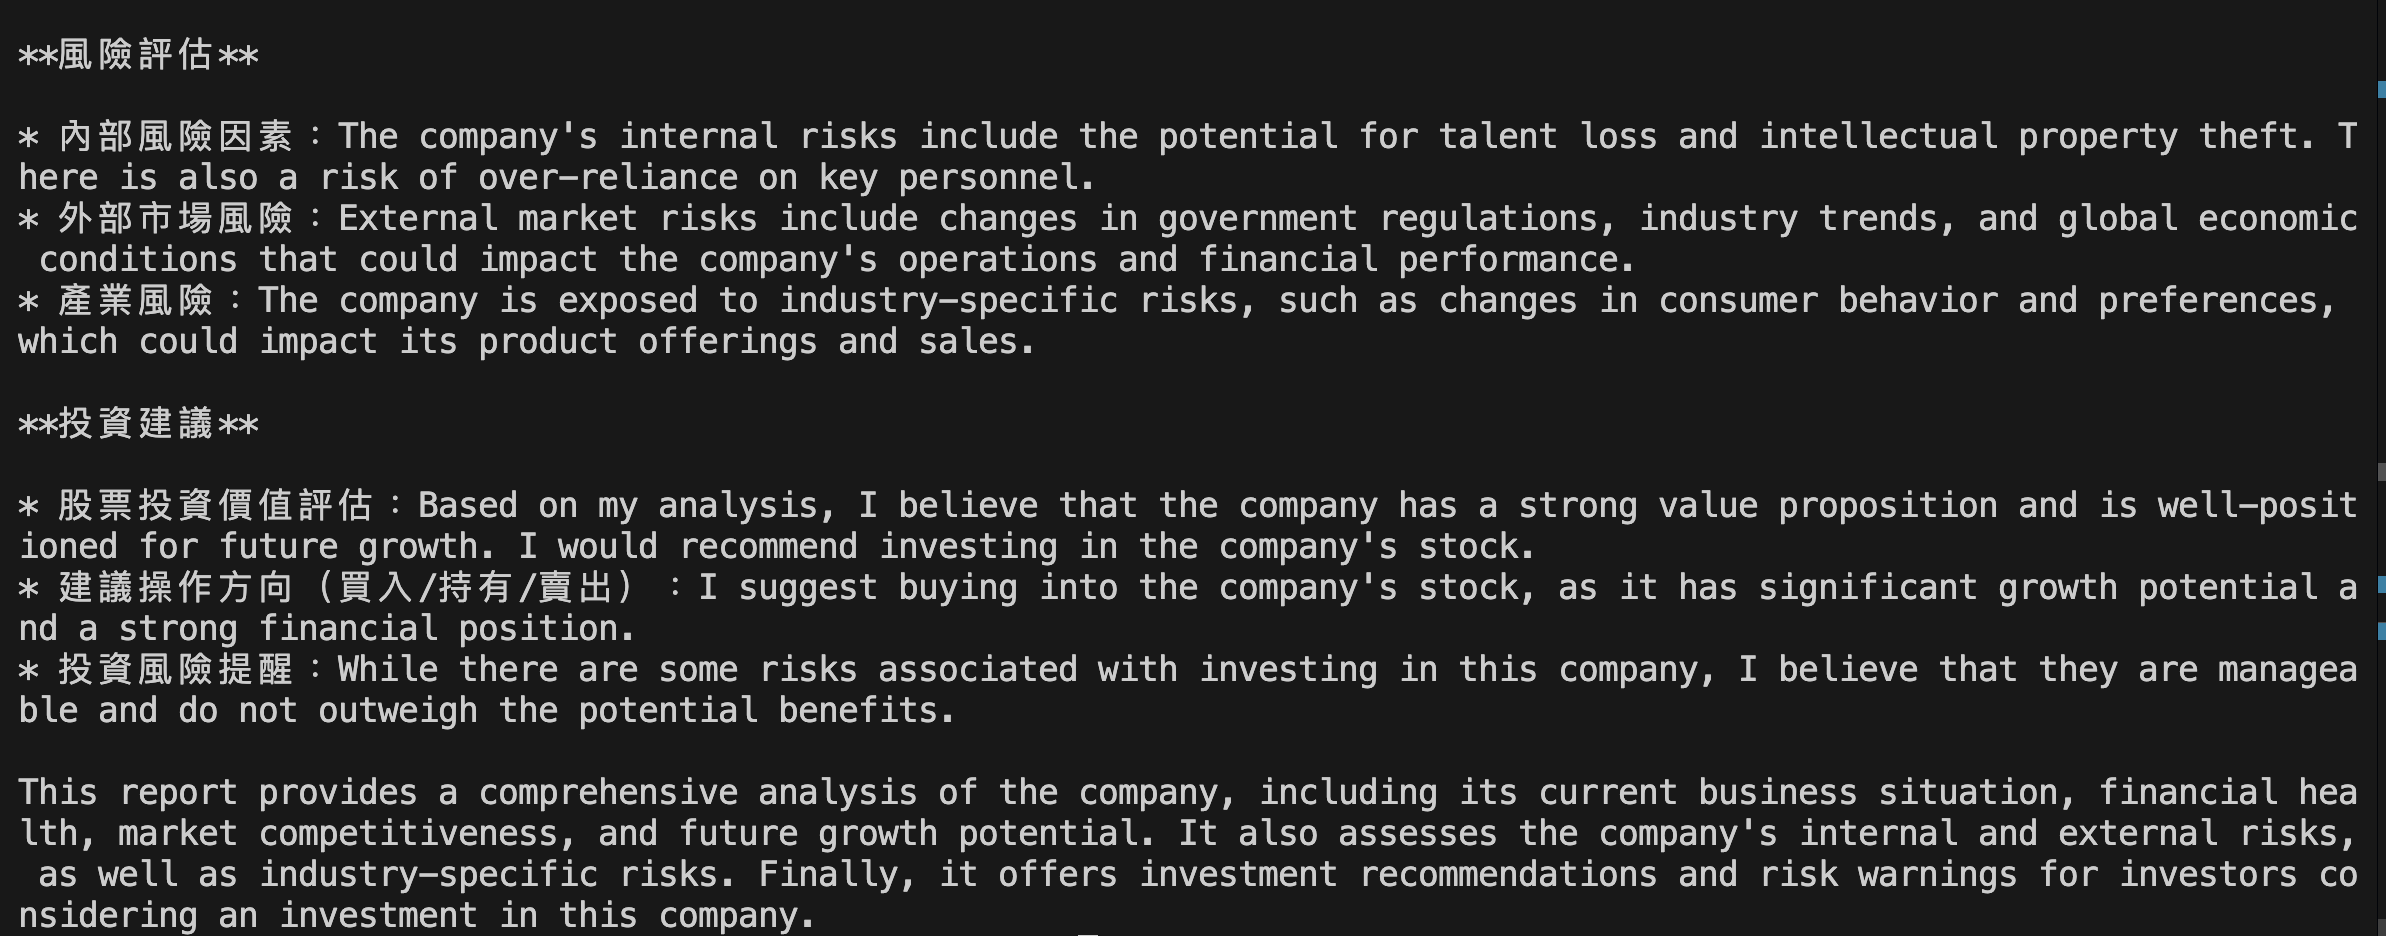 **風險評估**
* 內部風險因素：The company's internal risks include the potential for talent loss and intellectual property theft. T
here is also a risk of over-reliance on key personnel.
* 外部市場風險：External market risks include changes in government regulations, industry trends, and global economic
 conditions that could impact the company's operations and financial performance.
* 產業風險：The company is exposed to industry-specific risks, such as changes in consumer behavior and preferences,
which could impact its product offerings and sales.
**投資建議**
* 股票投資價值評估：Based on my analysis, I believe that the company has a strong value proposition and is well-posit
ioned for future growth. I would recommend investing in the company's stock.
* 建議操作方向（買入/持有/賣出）：I suggest buying into the company's stock, as it has significant growth potential a
nd a strong financial position.
* 投資風險提醒：While there are some risks associated with investing in this company, I believe that they are managea
ble and do not outweigh the potential benefits.
This report provides a comprehensive analysis of the company, including its current business situation, financial hea
lth, market competitiveness, and future growth potential. It also assesses the company's internal and external risks,
 as well as industry-specific risks. Finally, it offers investment recommendations and risk warnings for investors co
nsidering an investment in this company.